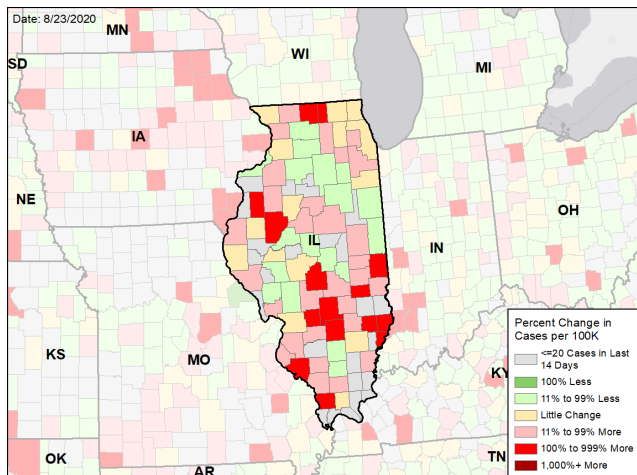 Date: 8/23/2020
MN
SD
WI
MI
IA
NE
IL
IN
OH
KS
MO
KY
OK
AR
TN
Percent Change in
Cases per 100K
<=20 Cases in Last
14 Days
100% Less
11% to 99% Less
Little Change
11% to 99% More
100% to 999% More
1,000%+ More